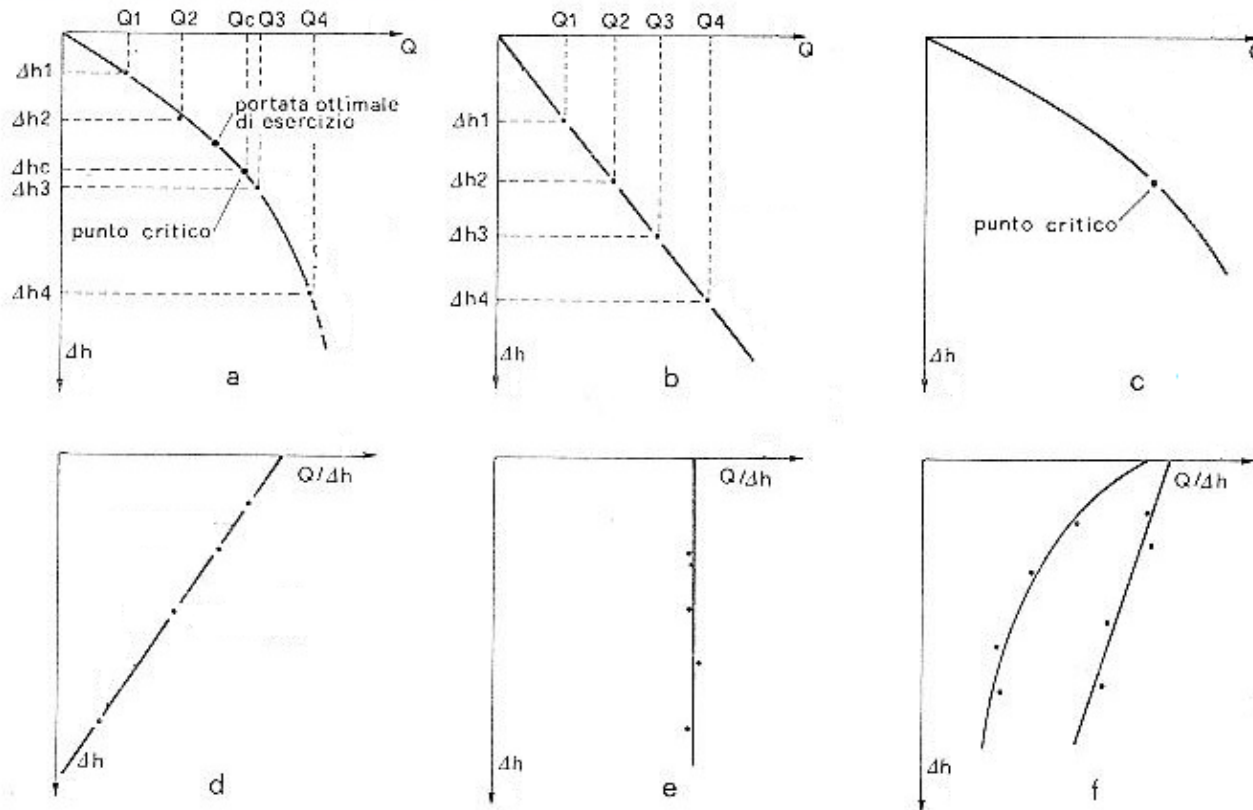 Q1 Q2 Qc Q3 Q4
Q
Δh1
Δh2
Δhc
Δh3
Δh4
portata ottimale
di esercizio
punto critico
Δh
a
Q1 Q2 Q3 Q4
Q
Δh1
Δh2
Δh3
Δh4
Δh
b
punto critico
Δh
c
Q/Δh
Δh
d
Q/Δh
Δh
e
Q/Δh
Δh
f